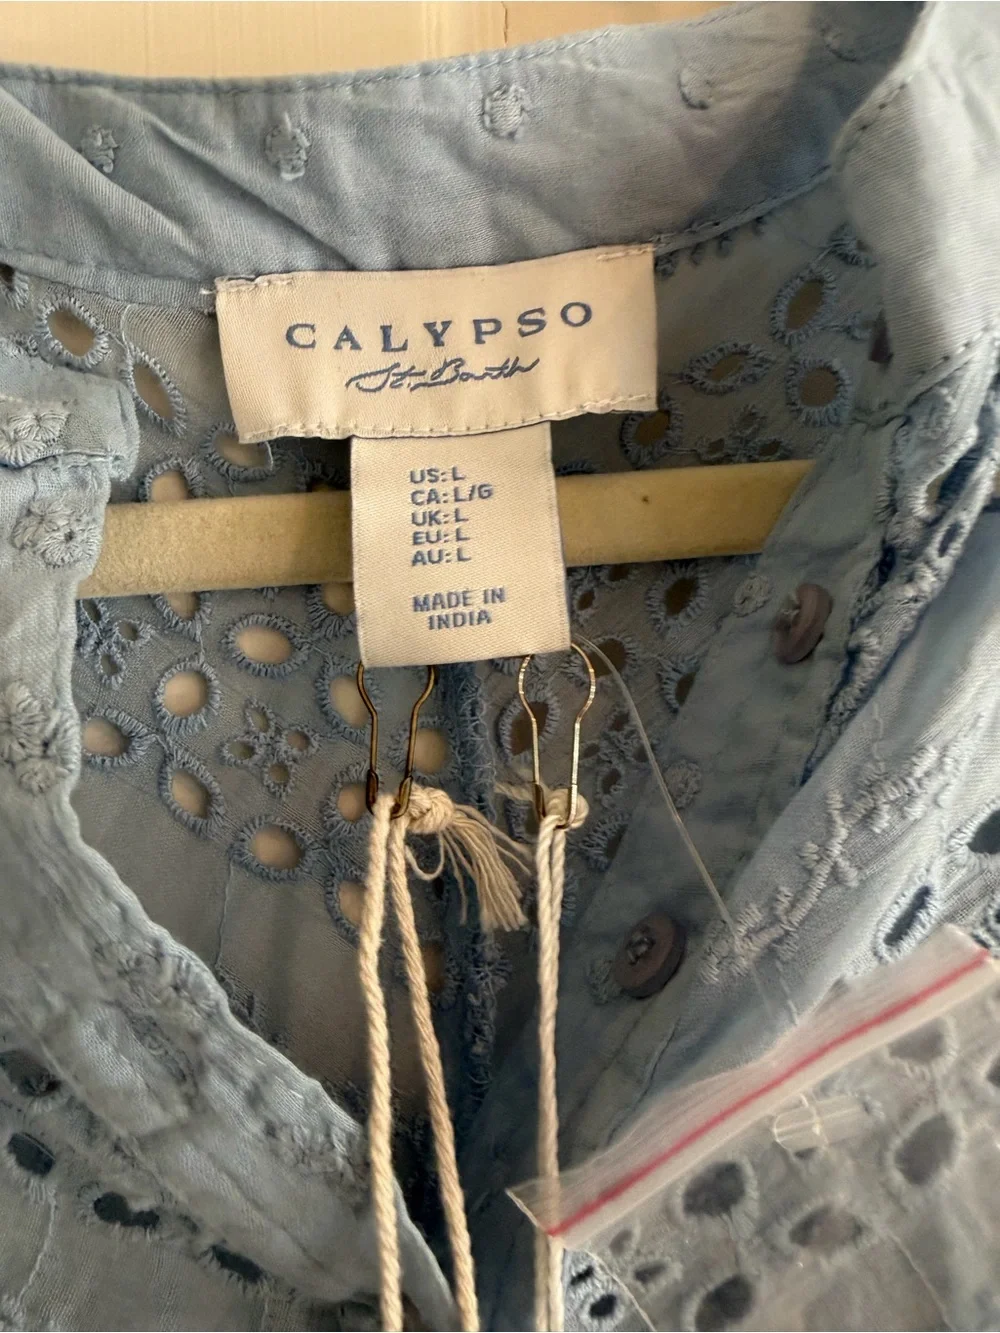 CALYPSO
St. Barth
US: L
CA: L/G
UK: L
EU: L
AU: L
MADE IN
INDIA